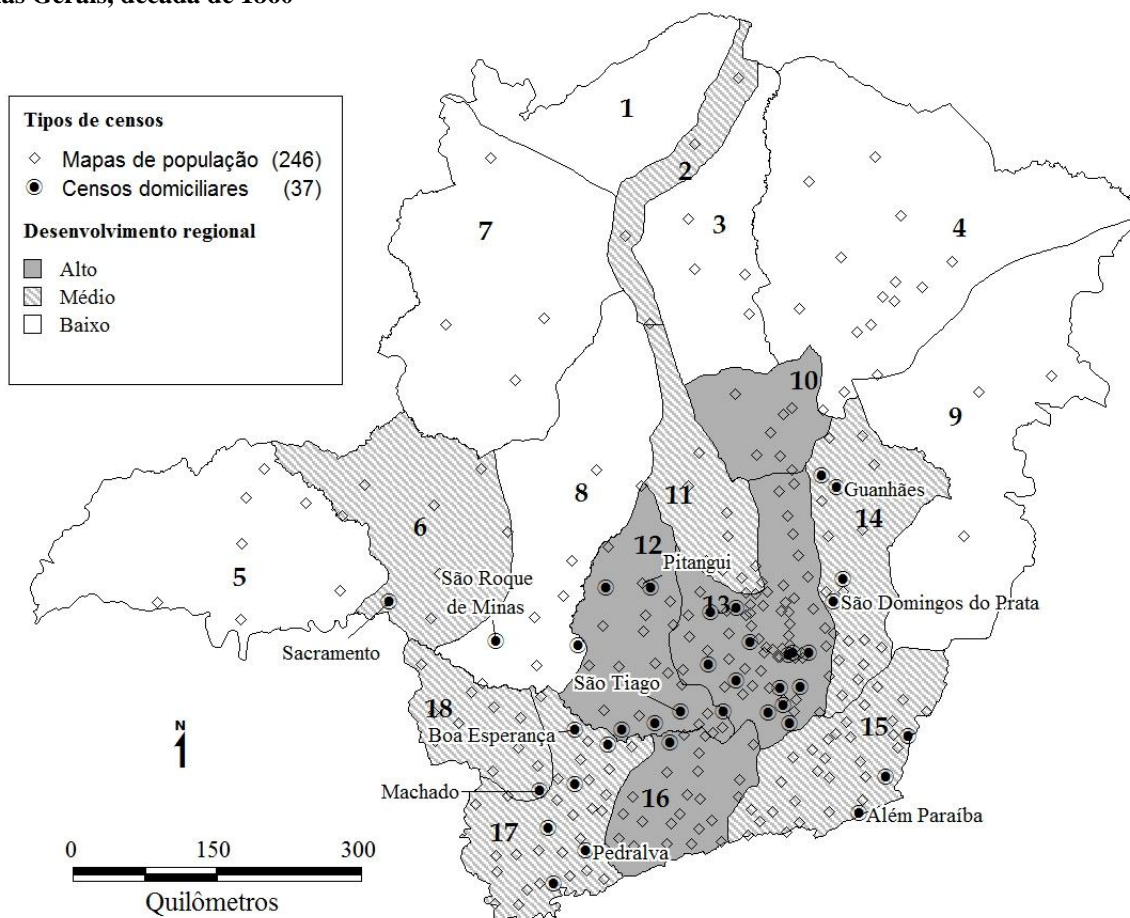 nas Gerais, década de 1860
Tipos de censos
Mapas de população (246)
Censos domiciliares (37)
Desenvolvimento regional
Alto
Médio
Baixo
1
2
3
4
7
10
9
8
11
Guanhães
14
6
12
Pitangui
5
São Roque
de Minas
13
São Domingos do Prata
Sacramento
São Tiago
18
Boa Esperança
15
N
Machado
16
Além Paraíba
17
Pedralva
0 150 300
Quilômetros